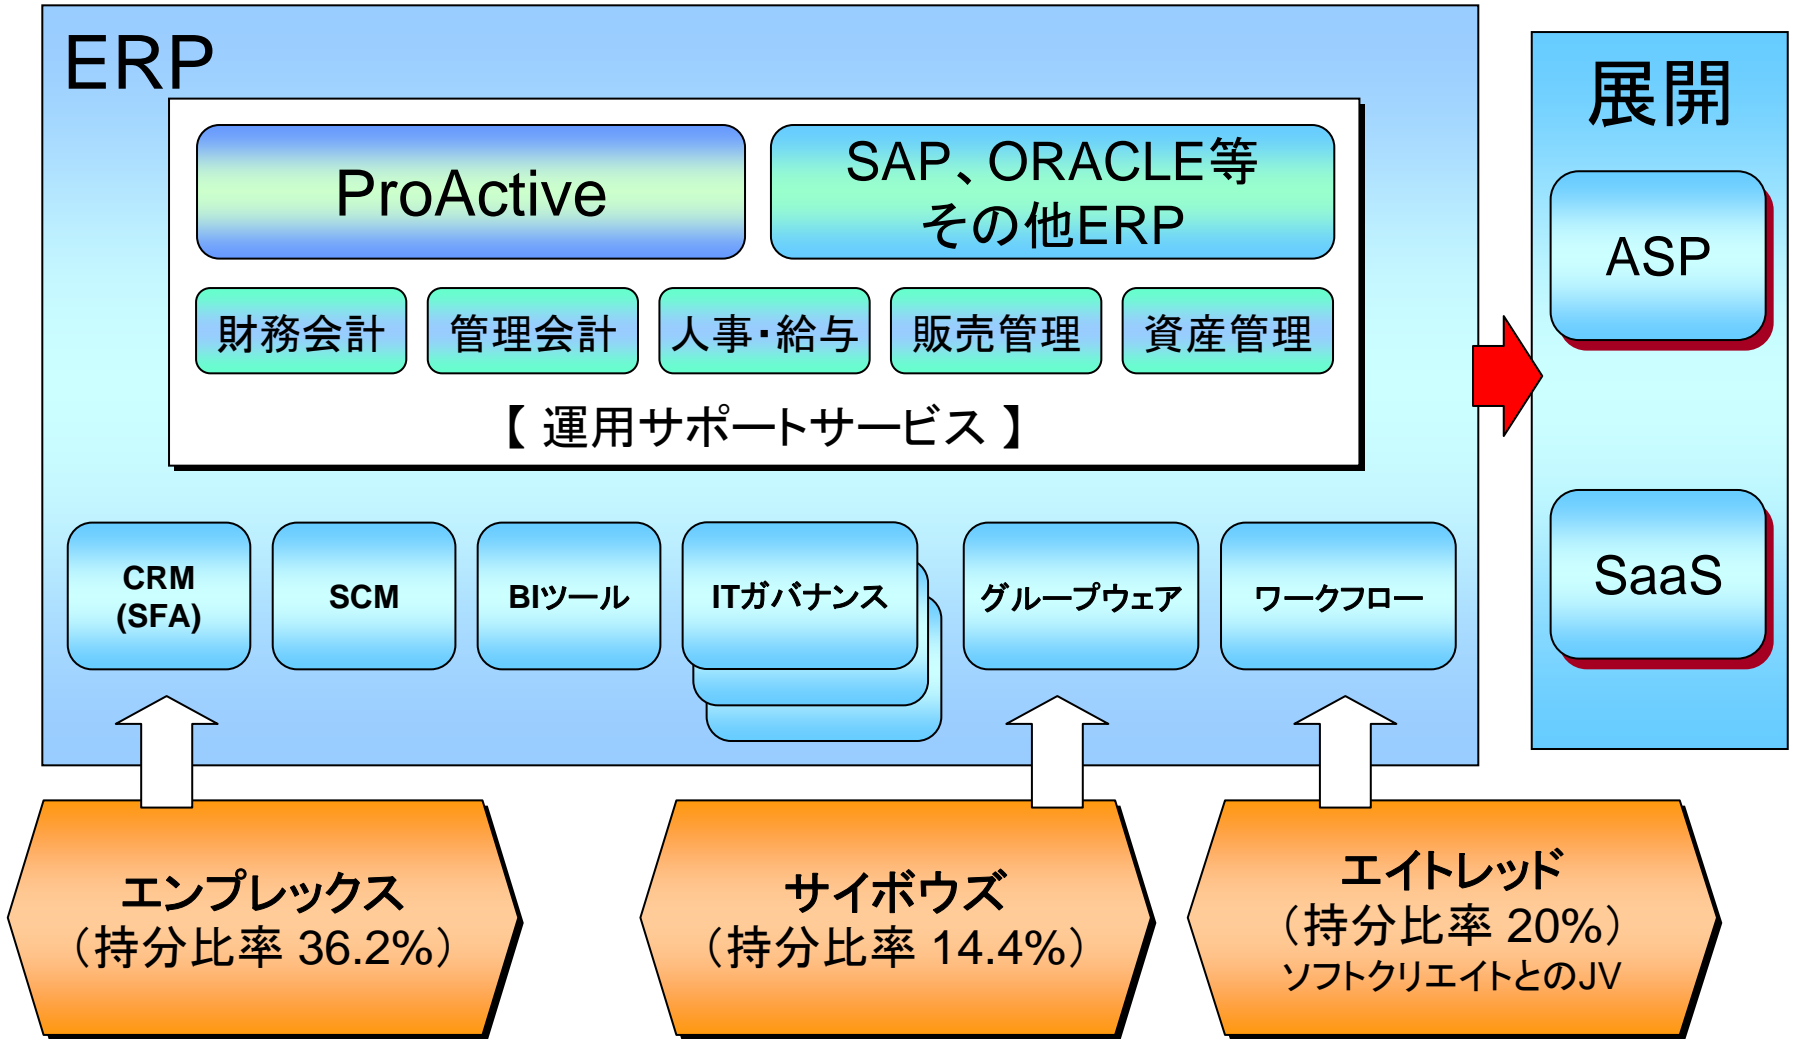 ERP
展開
ProActive
SAP、ORACLE等
その他ERP
ASP
財務会計
管理会計
人事・給与
販売管理
資産管理
【 運用サポートサービス 】
CRM
(SFA)
SCM
BIツール
ITガバナンス
グループウェア
ワークフロー
SaaS
エンプレックス
（持分比率 36.2%）
サイボウズ
（持分比率 14.4%）
エイトレッド
（持分比率 20%）
ソフトクリエイトとのJV